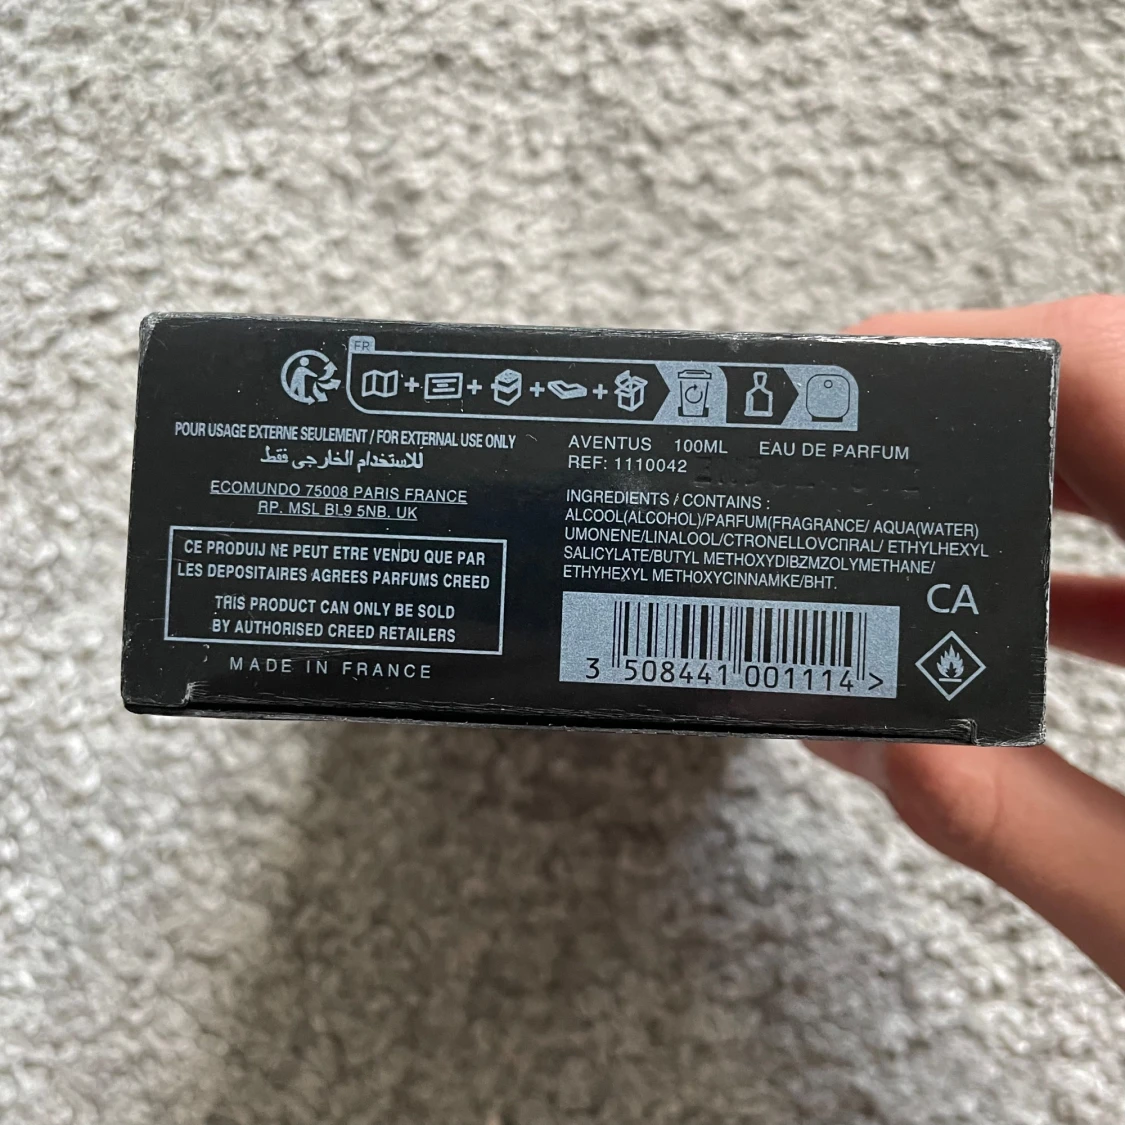 FR
POUR USAGE EXTERNE SEULEMENT / FOR EXTERNAL USE ONLY
للاستخدام الخارجي فقط
ECOMUNDO 75008 PARIS FRANCE
RP. MSL BL9 5NB. UK
CE PRODUIJ NE PEUT ETRE VENDU QUE PAR
LES DEPOSITAIRES AGREES PARFUMS CREED
THIS PRODUCT CAN ONLY BE SOLD
BY AUTHORISED CREED RETAILERS
MADE IN FRANCE
AVENTUS 100ML EAU DE PARFUM
REF: 1110042
INGREDIENTS / CONTAINS :
ALCOOL(ALCOHOL)/PARFUM(FRAGRANCE/ AQUA(WATER)
UMONENE/LINALOOL/CTRONELLOVCПRAL/ ETHYLHEXYL
SALICYLATE/BUTYL METHOXYDIBZMZOLYMETHANE/
ETHYHEXYL METHOXYCINNAMKE/BHT.
CA
3 508441 001114 >